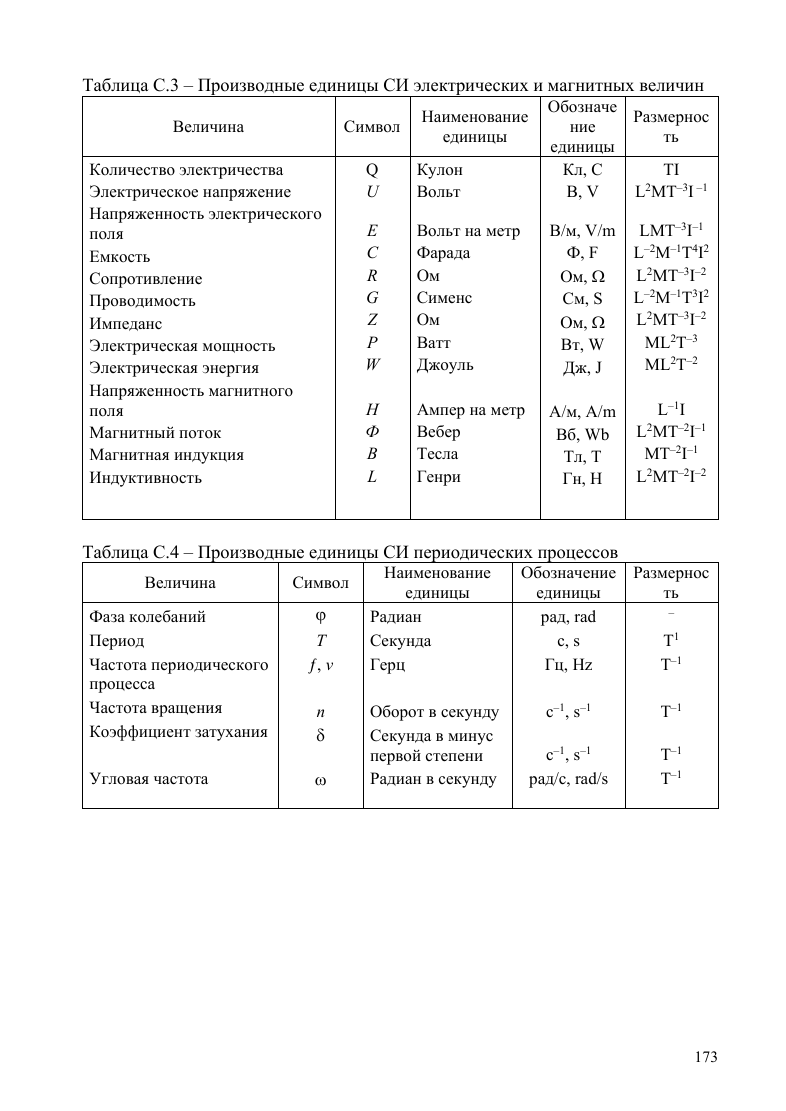 Таблица С.3 – Производные единицы СИ электрических и магнитных величин
Величина Символ Наименование единицы Обозначе ние единицы Размернос ть
Количество электричества Q Кулон Кл, C TI
Электрическое напряжение U Вольт В, V L²MT⁻³I⁻¹
Напряженность электрического
поля E Вольт на метр В/м, V/m LMT⁻³I⁻¹
Емкость C Фарада Ф, F L⁻²M⁻¹T⁴I²
Сопротивление R Ом Ом, Ω L²MT⁻³I⁻²
Проводимость G Сименс См, S L⁻²M⁻¹T³I²
Импеданс Z Ом Ом, Ω L²MT⁻³I⁻²
Электрическая мощность P Ватт Вт, W ML²T⁻³
Электрическая энергия W Джоуль Дж, J ML²T⁻²
Напряженность магнитного
поля H Ампер на метр А/м, A/m L⁻¹I
Магнитный поток Ф Вебер Вб, Wb L²MT⁻²I⁻¹
Магнитная индукция B Тесла Тл, T MT⁻²I⁻¹
Индуктивность L Генри Гн, H L²MT⁻²I⁻²
Таблица С.4 – Производные единицы СИ периодических процессов
Величина Символ Наименование единицы Обозначение единицы Размернос ть
Фаза колебаний φ Радиан рад, rad –
Период T Секунда с, s T¹
Частота периодического f, ν Герц Гц, Hz T⁻¹
процесса
Частота вращения n Оборот в секунду с⁻¹, s⁻¹ T⁻¹
Коэффициент затухания δ Секунда в минус
первой степени с⁻¹, s⁻¹ T⁻¹
Угловая частота ω Радиан в секунду рад/с, rad/s T⁻¹
173